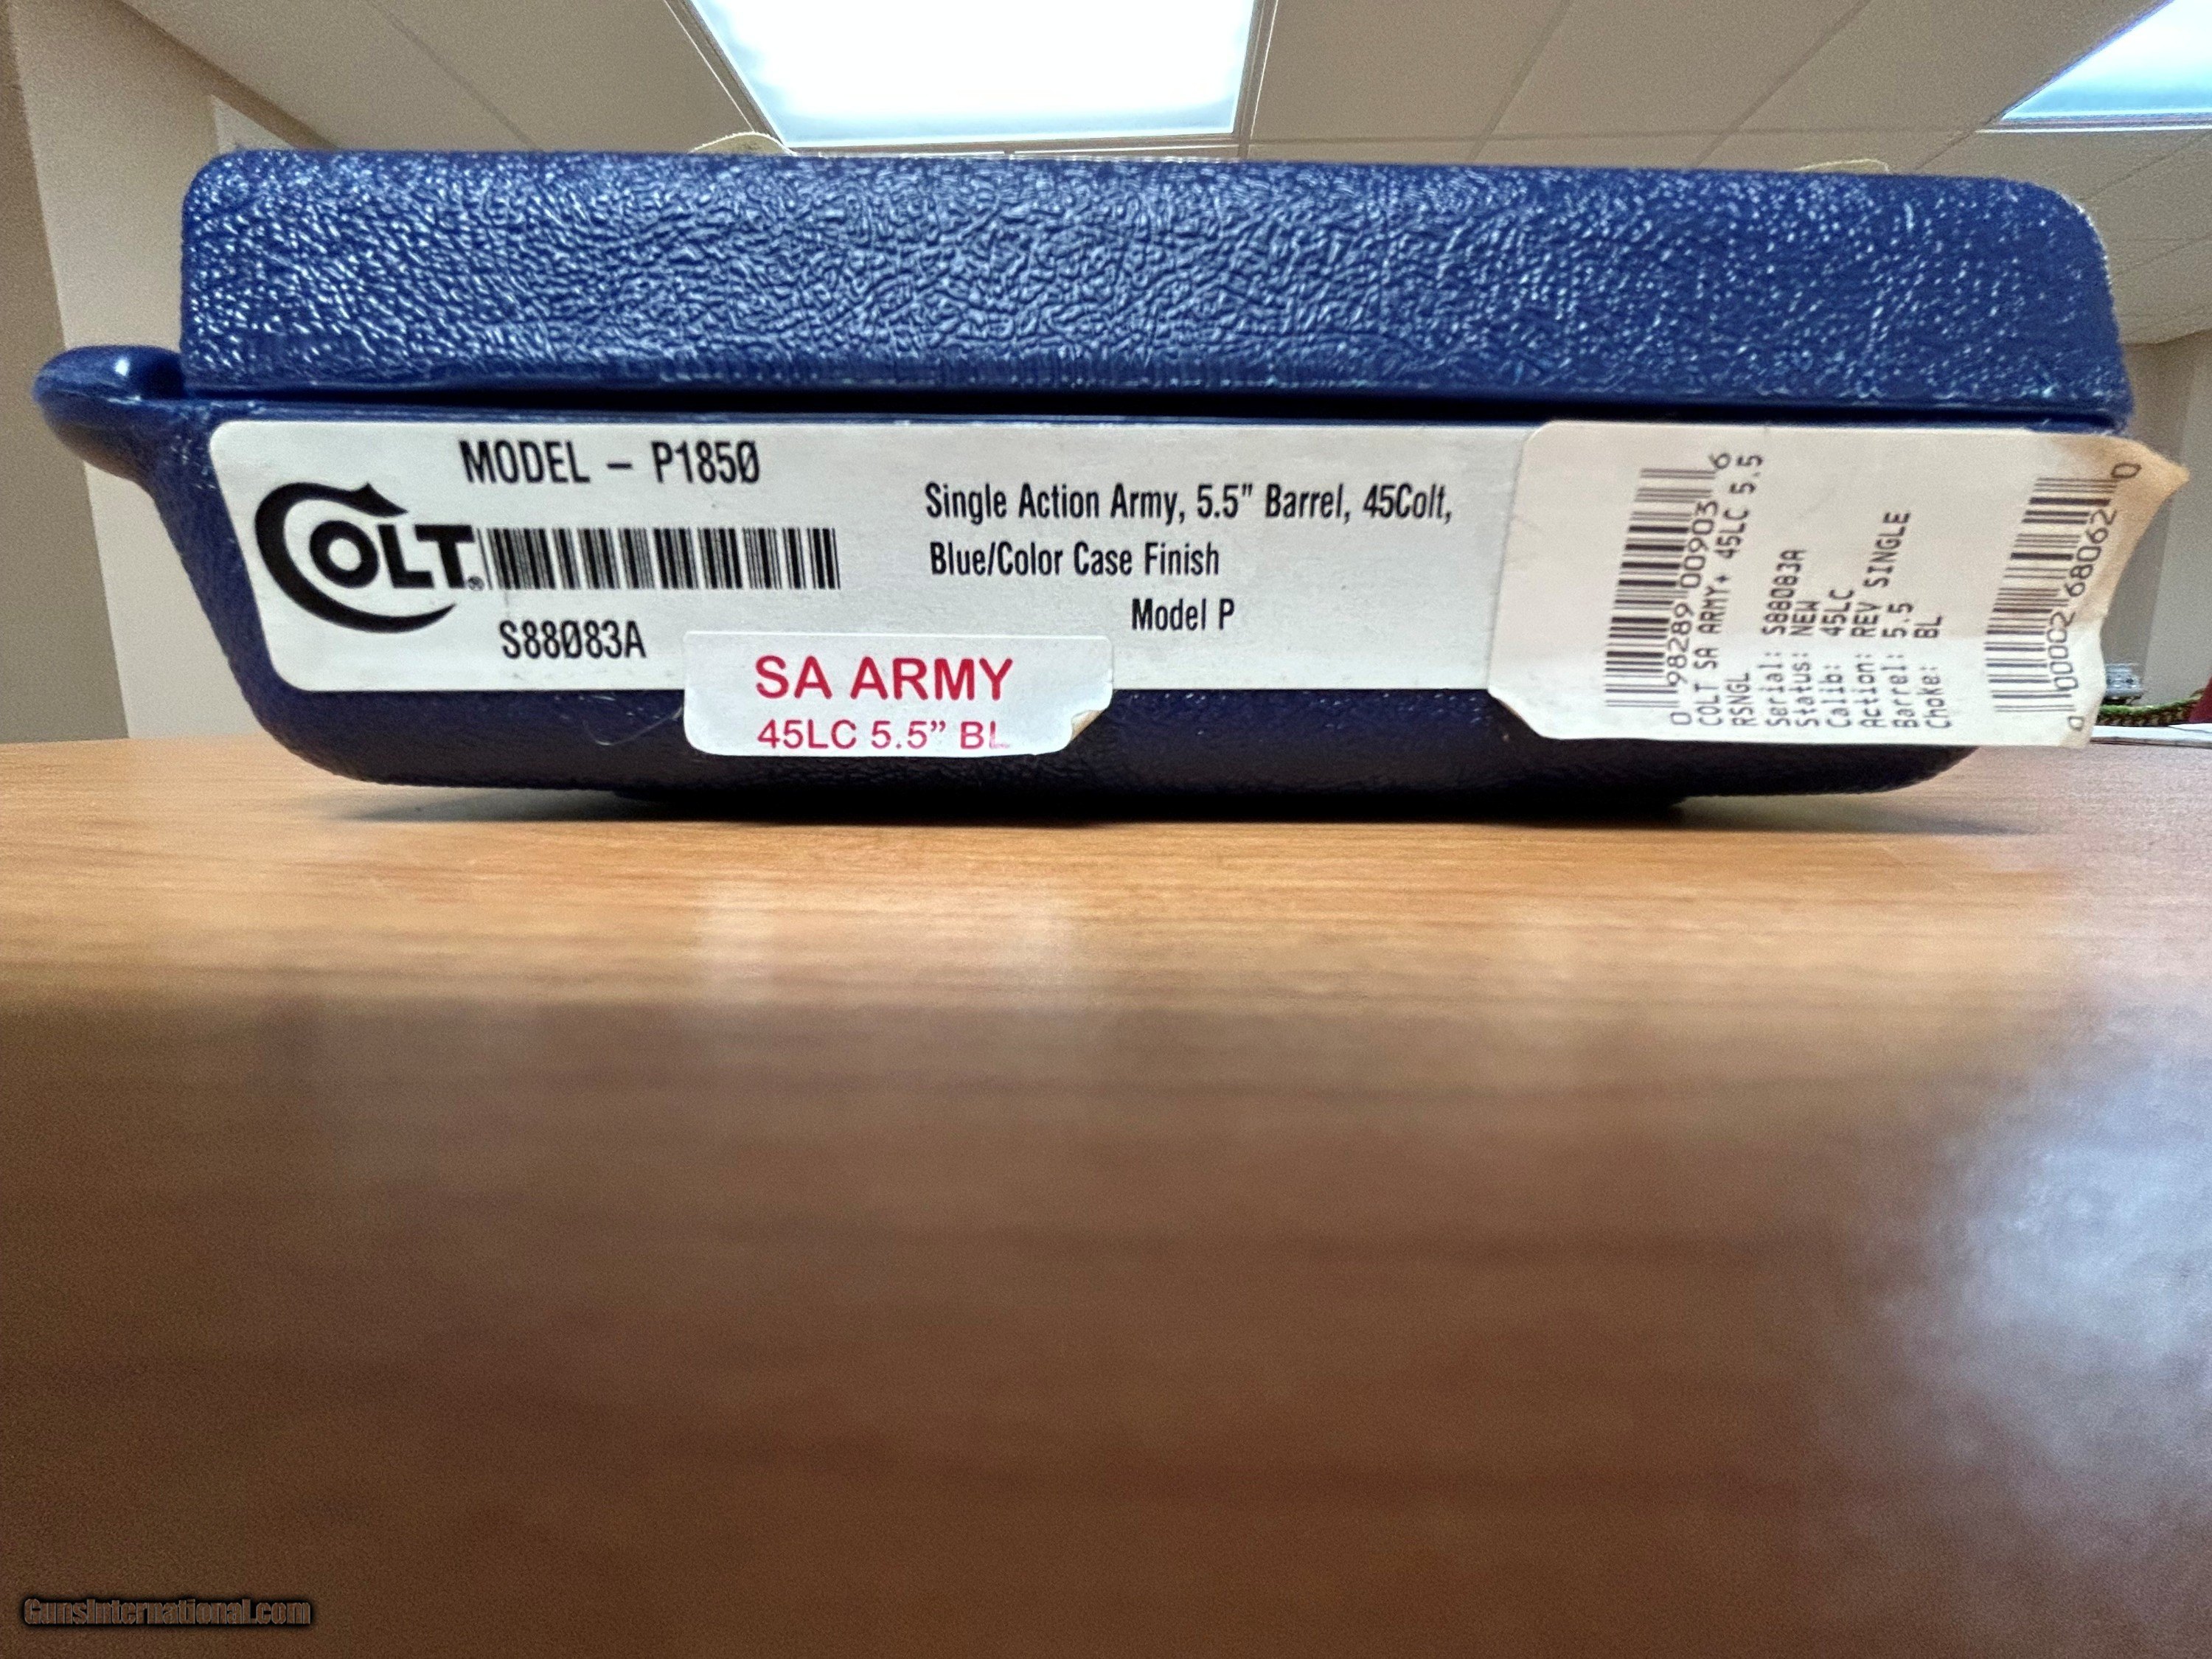 MODEL – P1850
COLT®
S88083A
Single Action Army, 5.5" Barrel, 45Colt,
Blue/Color Case Finish
Model P
SA ARMY
45LC 5.5” BL
0 98289 00903 6
COLT SA ARMY+ 45LC 5.5
RSNGL
Serial: S88083A
Status: NEW
Calib: 45LC
Action: REV SINGLE
Barrel: 5.5
Choke: BL
0 00002 68062 0
GunsInternational.com